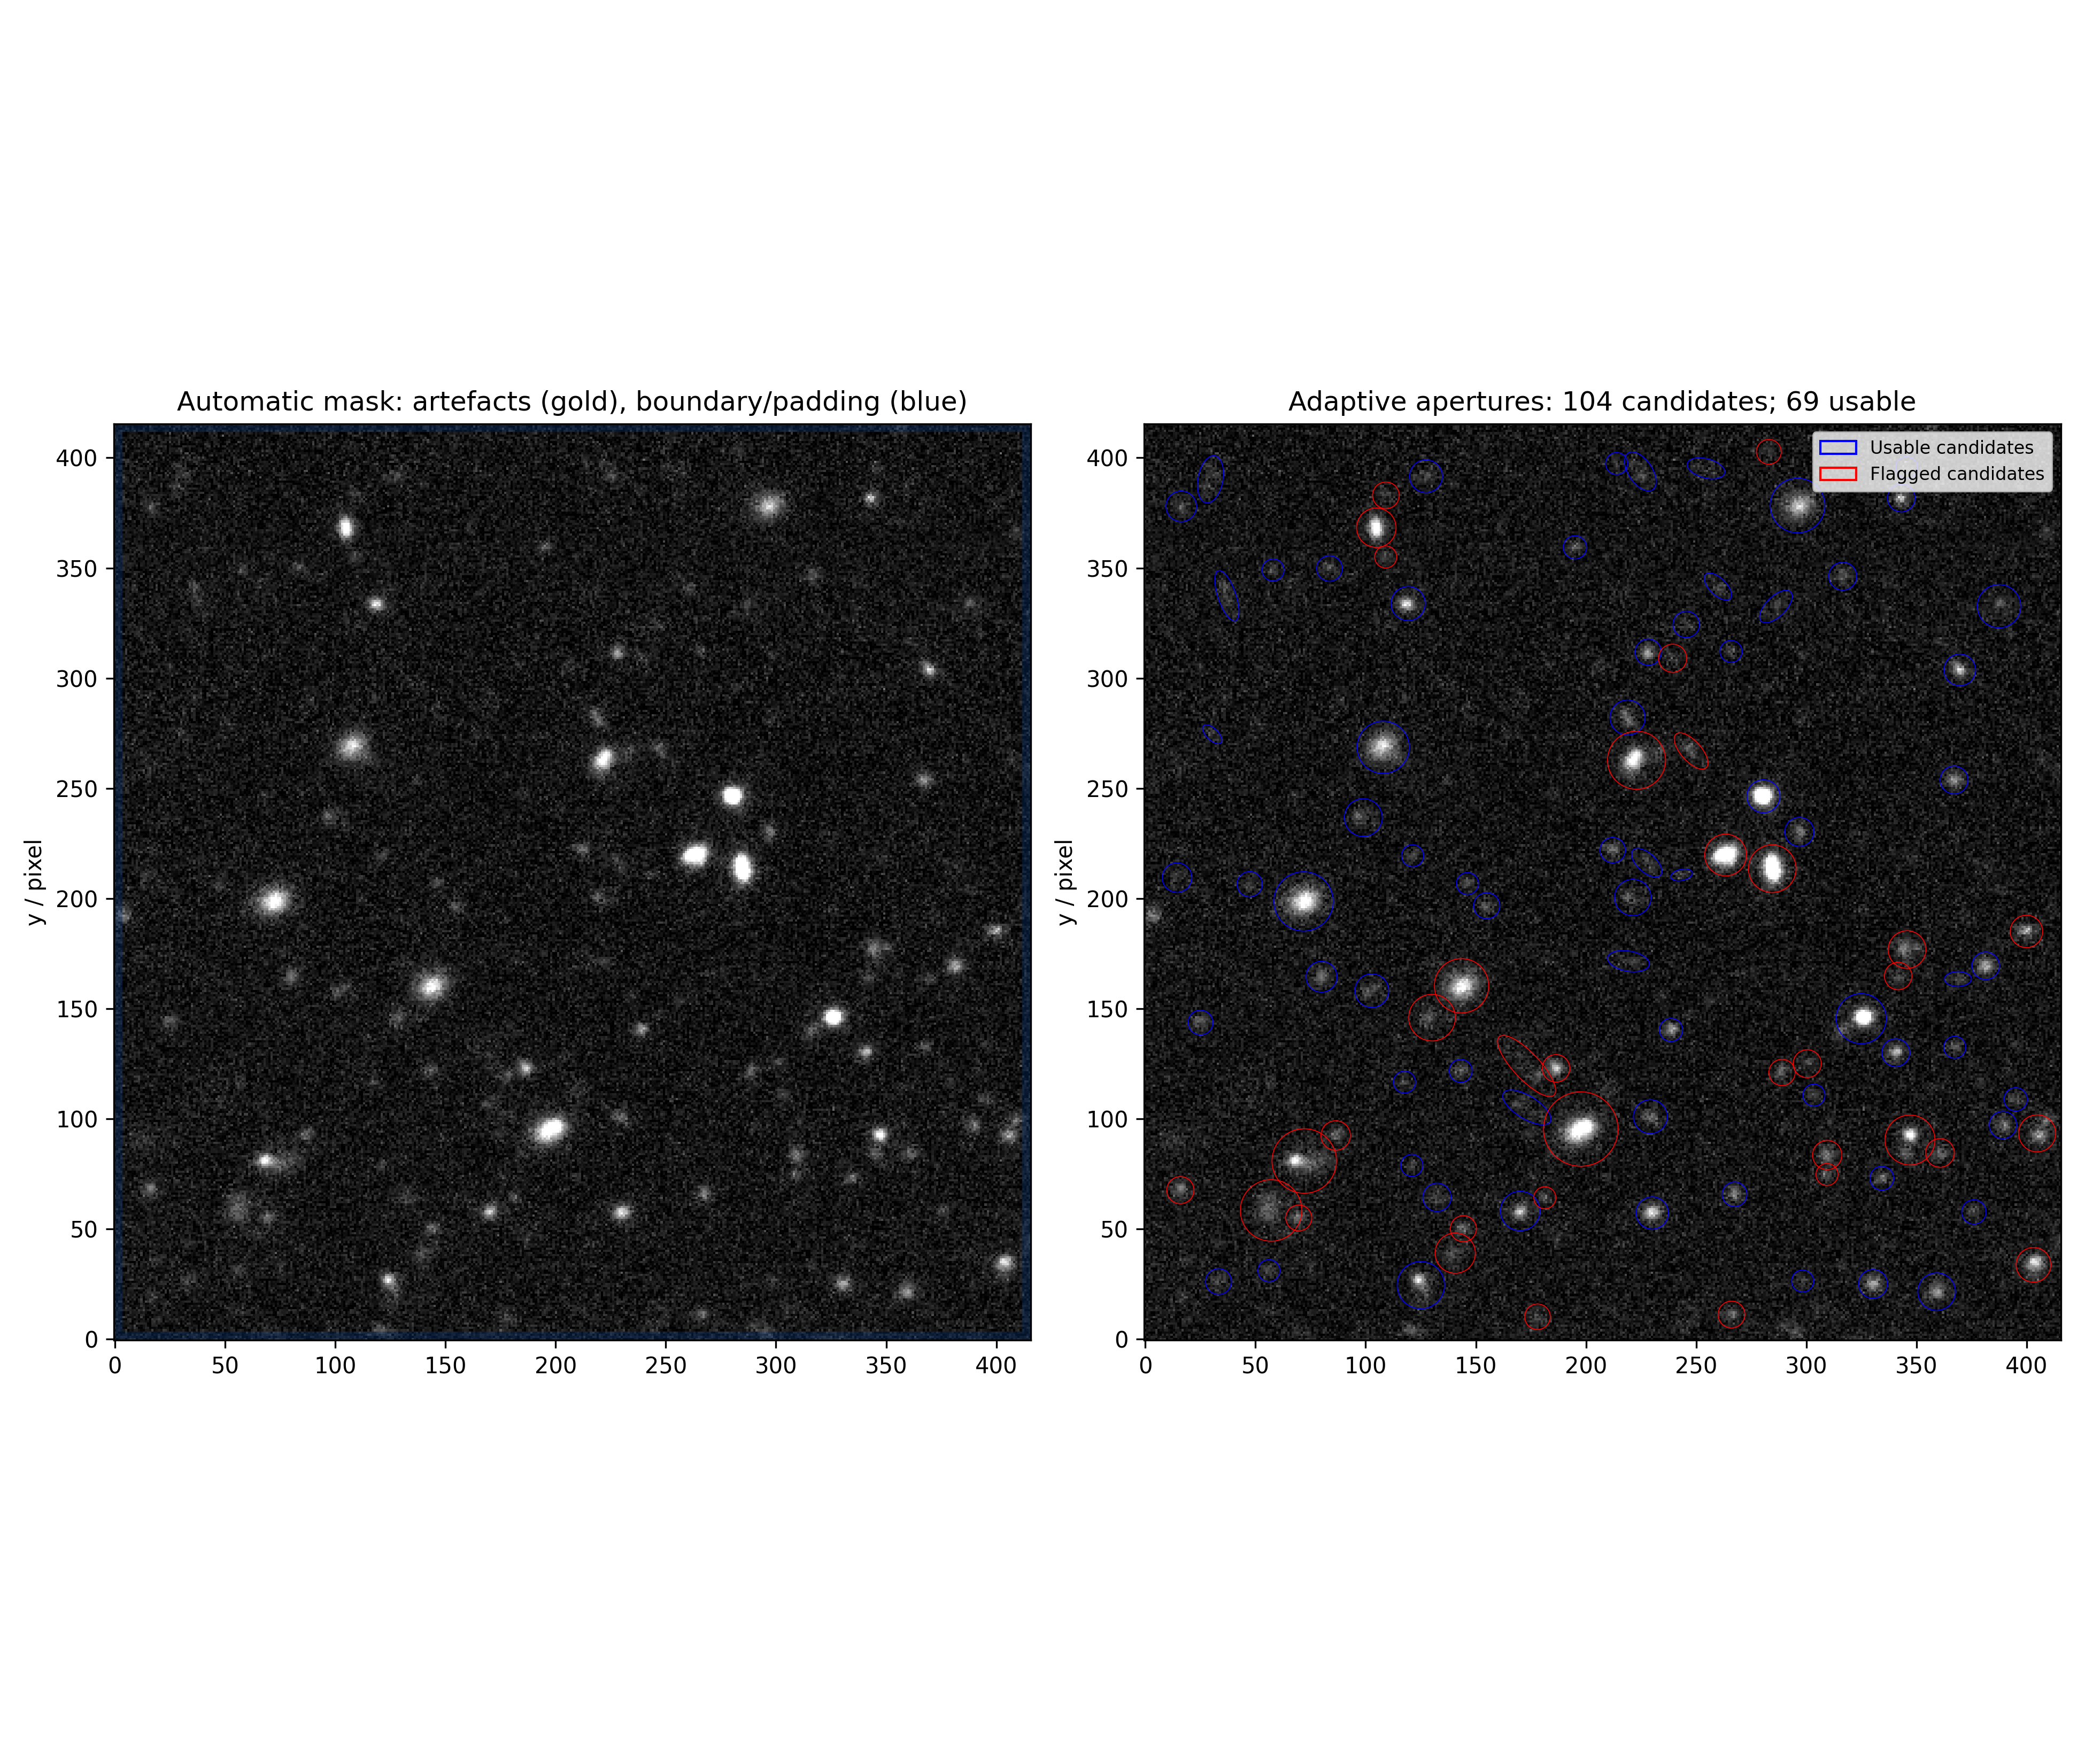 Automatic mask: artefacts (gold), boundary/padding (blue)
Adaptive apertures: 104 candidates; 69 usable
Usable candidates
Flagged candidates
y / pixel
400
350
300
250
200
150
100
50
0
0 50 100 150 200 250 300 350 400
y / pixel
400
350
300
250
200
150
100
50
0
0 50 100 150 200 250 300 350 400